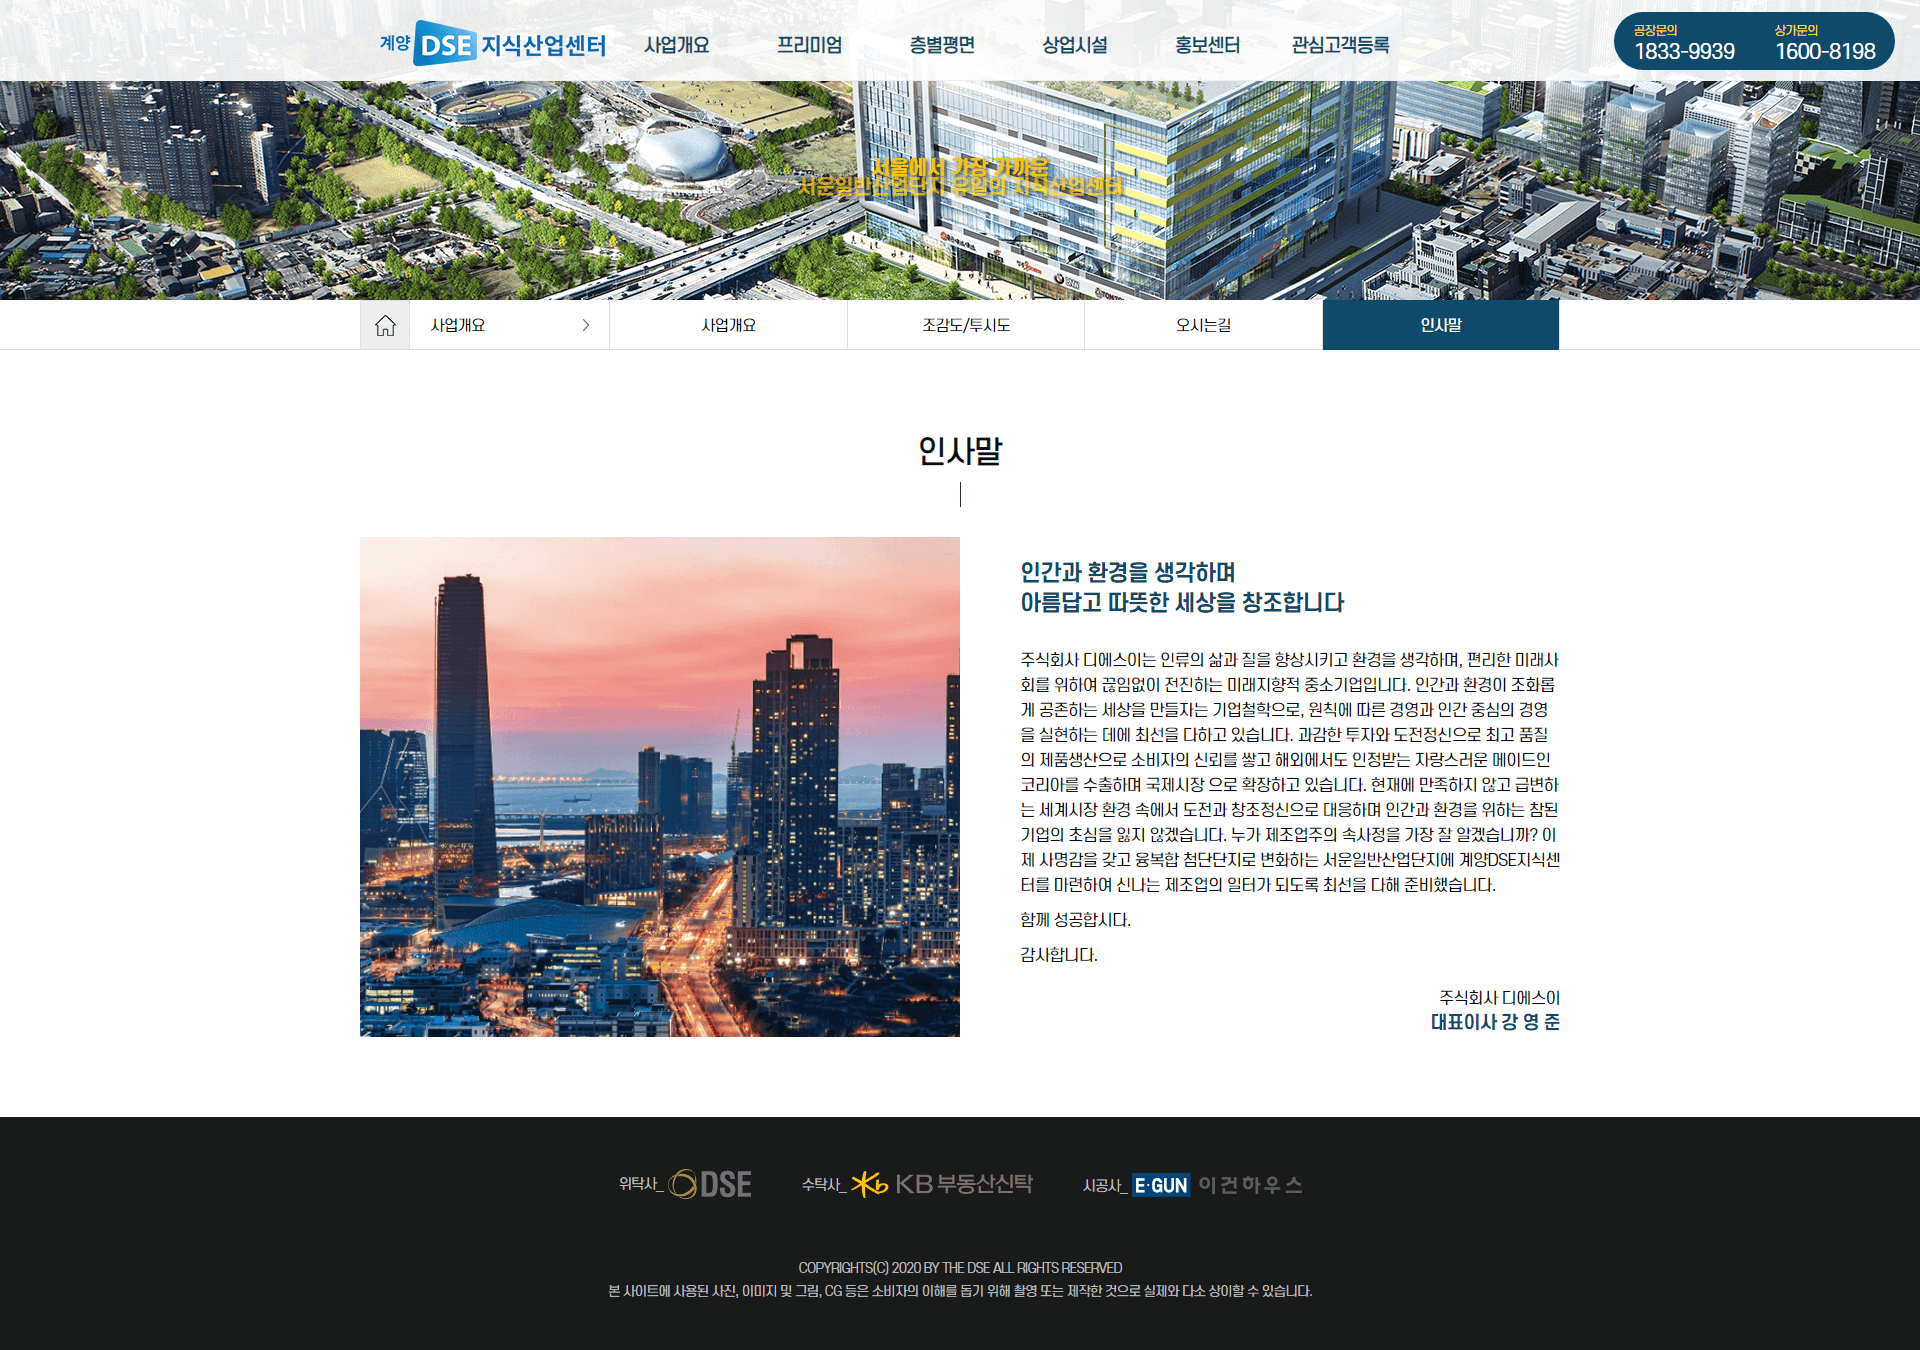 계양 DSE 지식산업센터
사업개요
프리미엄
층별평면
상업시설
홍보센터
관심고객등록
공장문의
1833-9939
상가문의
1600-8198
서울에서 가장 가까운
서운일반산업단지 유일의 지식산업센터
사업개요
사업개요
조감도/투시도
오시는길
인사말
인사말
인간과 환경을 생각하며
아름답고 따뜻한 세상을 창조합니다
주식회사 디에스이는 인류의 삶과 질을 향상시키고 환경을 생각하며, 편리한 미래사
회를 위하여 끊임없이 전진하는 미래지향적 중소기업입니다. 인간과 환경이 조화롭
게 공존하는 세상을 만들자는 기업철학으로, 원칙에 따른 경영과 인간 중심의 경영
을 실현하는 데에 최선을 다하고 있습니다. 과감한 투자와 도전정신으로 최고 품질
의 제품생산으로 소비자의 신뢰를 쌓고 해외에서도 인정받는 자랑스러운 메이드인
코리아를 수출하며 국제시장 으로 확장하고 있습니다. 현재에 만족하지 않고 급변하
는 세계시장 환경 속에서 도전과 창조정신으로 대응하며 인간과 환경을 위하는 참된
기업의 초심을 잃지 않겠습니다. 누가 제조업주의 속사정을 가장 잘 알겠습니까? 이
제 사명감을 갖고 융복합 첨단단지로 변화하는 서운일반산업단지에 계양DSE지식센
터를 마련하여 신나는 제조업의 일터가 되도록 최선을 다해 준비했습니다.
함께 성공합시다.
감사합니다.
주식회사 디에스이
대표이사 강 영 준
위탁사_ DSE
수탁사_ KB 부동산신탁
시공사_ E·GUN 이건하우스
COPYRIGHTS(C) 2020 BY THE DSE ALL RIGHTS RESERVED
본 사이트에 사용된 사진, 이미지 및 그림, CG 등은 소비자의 이해를 돕기 위해 촬영 또는 제작한 것으로 실제와 다소 상이할 수 있습니다.